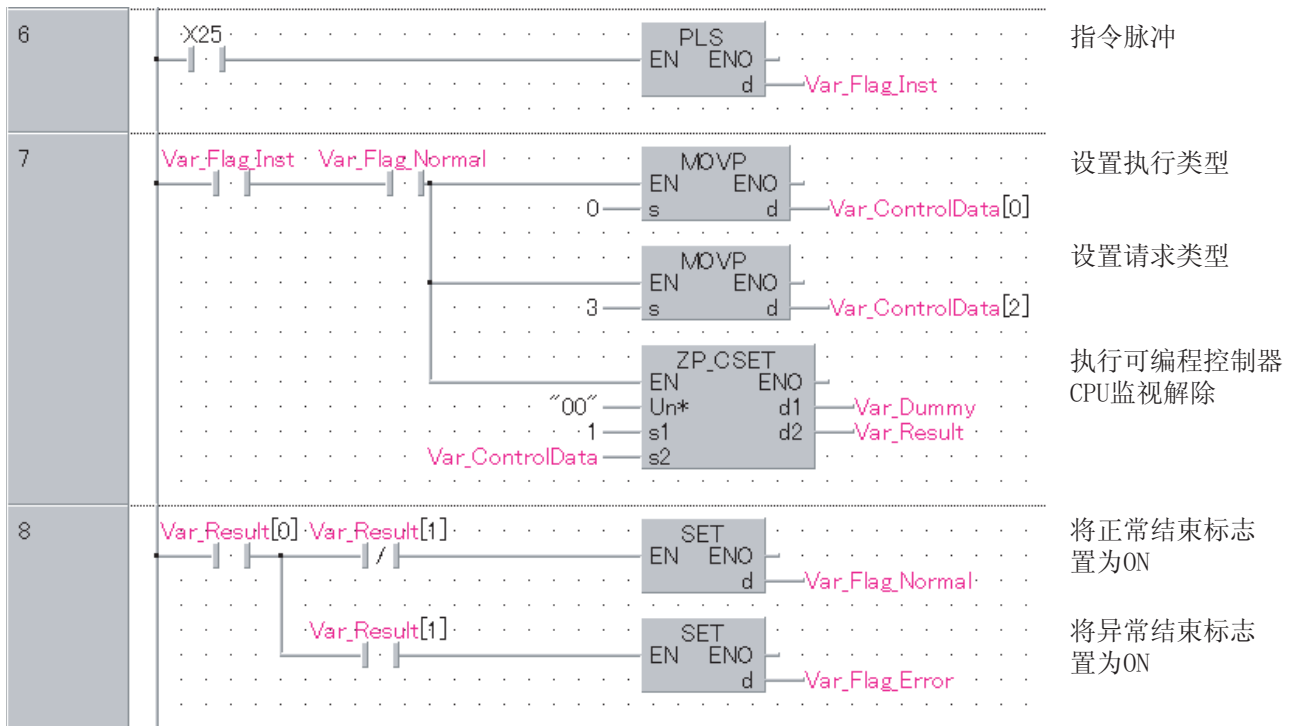 6
X25
PLS
指令脉冲
EN ENO
d Var_Flag_Inst
7
Var_Flag_Inst Var_Flag_Normal
MOVP
设置执行类型
EN ENO
0 s d Var_ControlData[0]
MOVP
设置请求类型
EN ENO
3 s d Var_ControlData[2]
ZP_CSET
执行可编程控制器
EN ENO
CPU监视解除
"00" Un* d1 Var_Dummy
1 s1 d2 Var_Result
Var_ControlData s2
8
Var_Result[0] Var_Result[1]
SET
将正常结束标志
EN ENO
置为ON
d Var_Flag_Normal
Var_Result[1]
SET
将异常结束标志
EN ENO
置为ON
d Var_Flag_Error